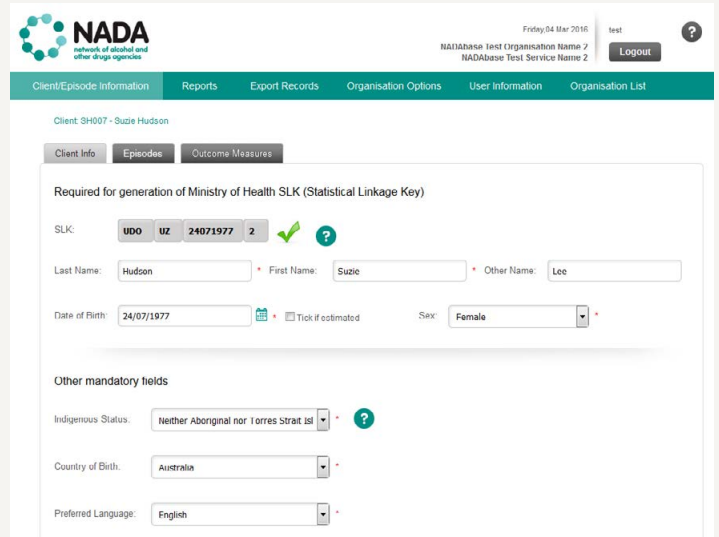 NADA
network of alcohol and
other drugs agencies
Friday,04 Mar 2016
NADAbase Test Organisation Name 2
NADAbase Test Service Name 2
test
Logout
?
Client/Episode Information Reports Export Records Organisation Options User Information Organisation List
Client: SH007 - Suzie Hudson
Client Info Episodes Outcome Measures
Required for generation of Ministry of Health SLK (Statistical Linkage Key)
SLK: UDO UZ 24071977 2 ?
Last Name: Hudson * First Name: Suzie * Other Name: Lee
Date of Birth: 24/07/1977 * Tick if estimated Sex: Female *
Other mandatory fields
Indigenous Status: Neither Aboriginal nor Torres Strait Isl * ?
Country of Birth: Australia *
Preferred Language: English *